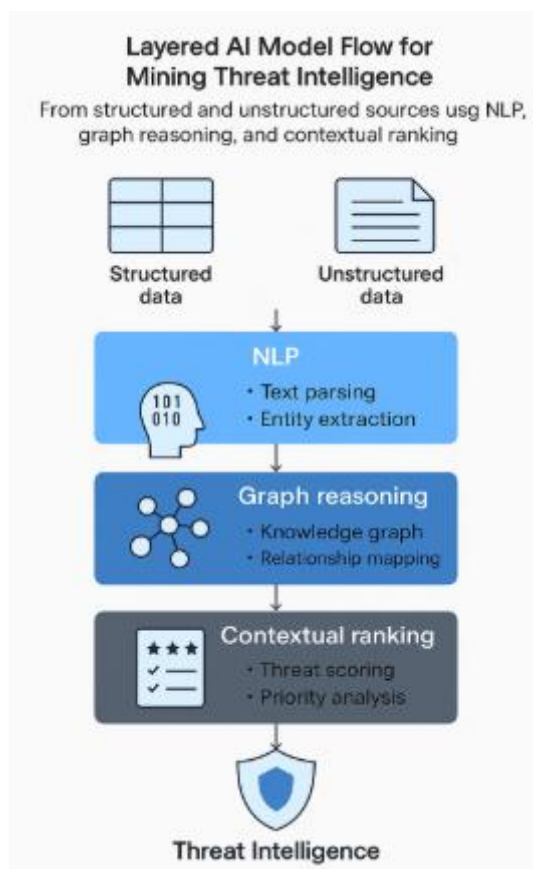 Layered AI Model Flow for
Mining Threat Intelligence
From structured and unstructured sources usg NLP,
graph reasoning, and contextual ranking
Structured
data
Unstructured
data
NLP
101
010
• Text parsing
• Entity extraction
Graph reasoning
• Knowledge graph
• Relationship mapping
Contextual ranking
• Threat scoring
• Priority analysis
Threat Intelligence